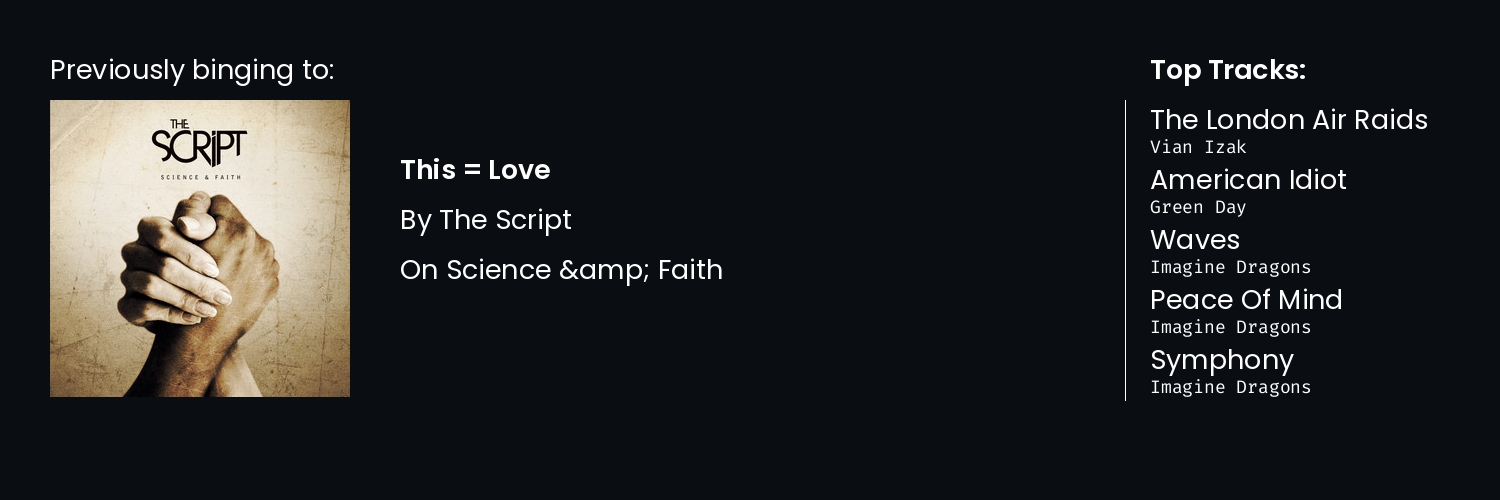 Previously binging to:
THE
SCRIPT
SCIENCE & FAITH
This = Love
By The Script
On Science &amp;amp; Faith
Top Tracks:
The London Air Raids
Vian Izak
American Idiot
Green Day
Waves
Imagine Dragons
Peace Of Mind
Imagine Dragons
Symphony
Imagine Dragons